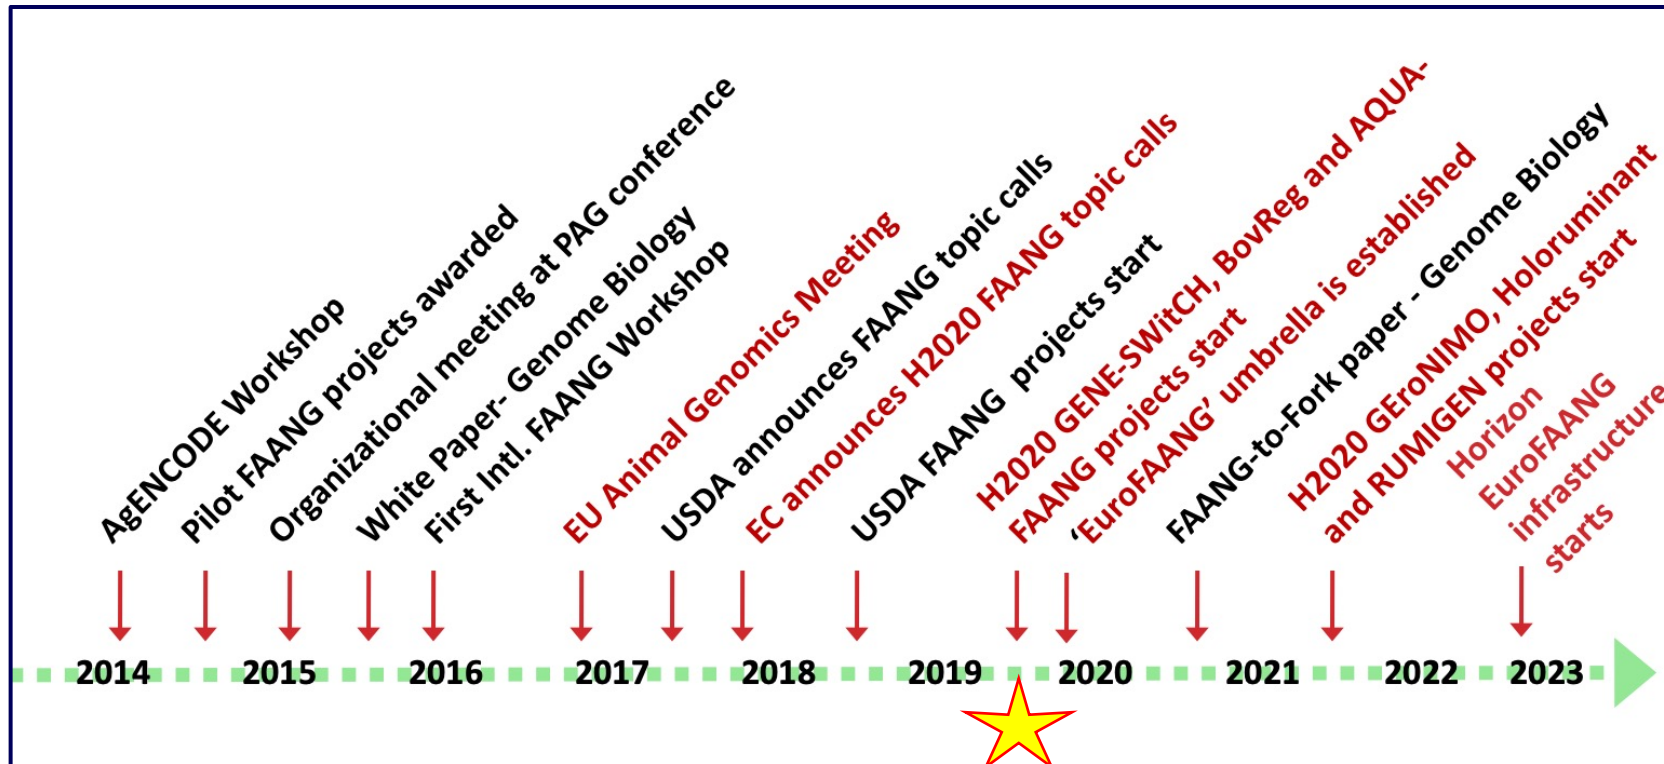 AgENCODE Workshop
Pilot FAANG projects awarded
Organizational meeting at PAG conference
White Paper- Genome Biology
First Intl. FAANG Workshop
EU Animal Genomics Meeting
USDA announces FAANG topic calls
EC announces H2020 FAANG topic calls
USDA FAANG projects start
H2020 GENE-SWitCH, BovReg and AQUA-
FAANG projects start
‘EuroFAANG’ umbrella is established
FAANG-to-Fork paper - Genome Biology
H2020 GEroNIMO, Holoruminant
and RUMIGEN projects start
Horizon
EuroFAANG
infrastructure
starts
2014 2015 2016 2017 2018 2019 2020 2021 2022 2023